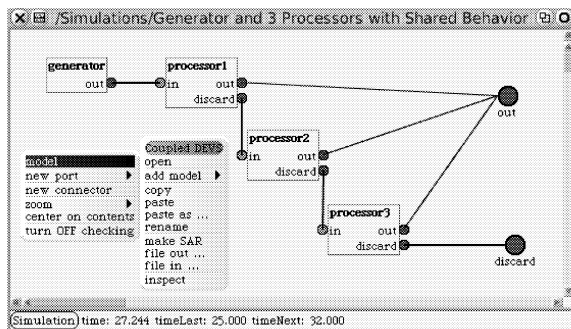 /Simulations/Generator and 3 Processors with Shared Behavior
generator
out
processor1
in
out
discard
out
processor2
in
out
discard
processor3
in
out
discard
discard
model
new port
new connector
zoom
center on contents
turn OFF checking
Coupled DEVS
open
add model
copy
paste
paste as ...
rename
make SAR
file out ...
file in ...
inspect
Simulation time: 27.244 timeLast: 25.000 timeNext: 32.000